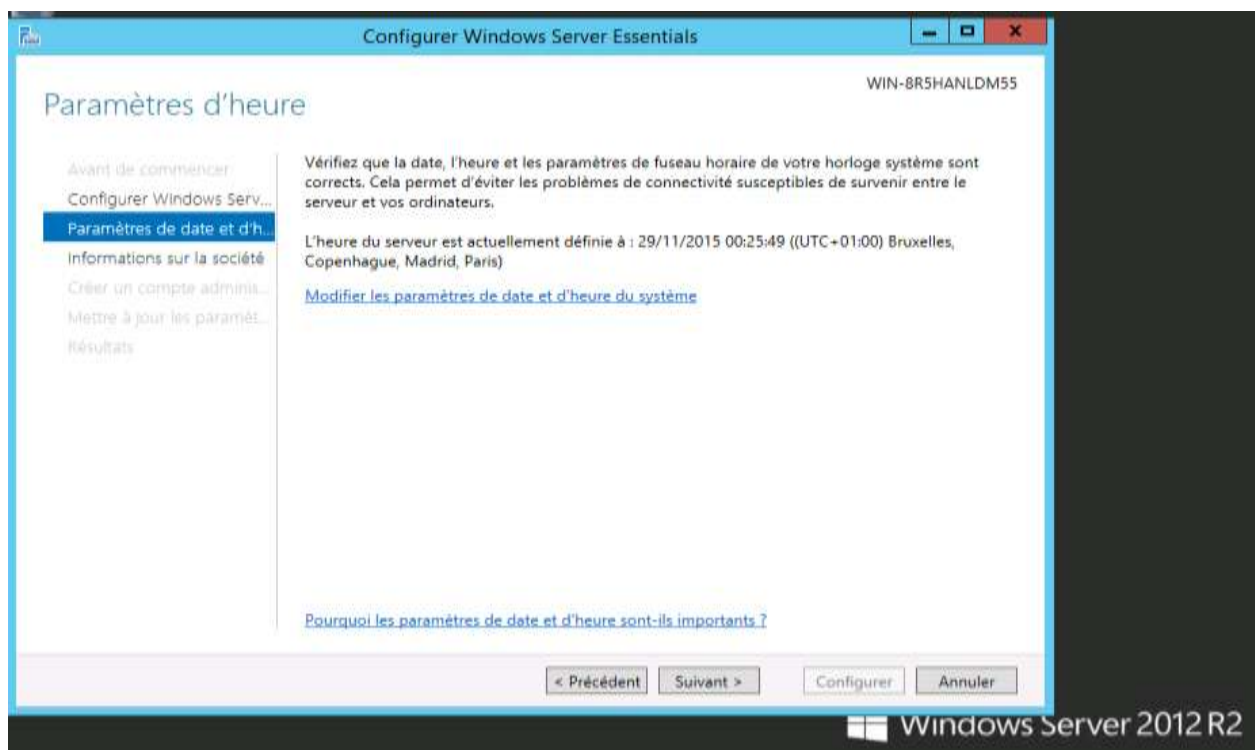 Configurer Windows Server Essentials
WIN-8R5HANLDM55
Paramètres d'heure
Avant de commencer
Configurer Windows Serv...
Paramètres de date et d'h...
Informations sur la société
Créer un compte adminis...
Mettre à jour les paramèt...
Résultats
Vérifiez que la date, l'heure et les paramètres de fuseau horaire de votre horloge système sont
corrects. Cela permet d'éviter les problèmes de connectivité susceptibles de survenir entre le
serveur et vos ordinateurs.
L'heure du serveur est actuellement définie à : 29/11/2015 00:25:49 ((UTC+01:00) Bruxelles,
Copenhague, Madrid, Paris)
Modifier les paramètres de date et d'heure du système
Pourquoi les paramètres de date et d'heure sont-ils importants ?
< Précédent
Suivant >
Configurer
Annuler
Windows Server 2012 R2